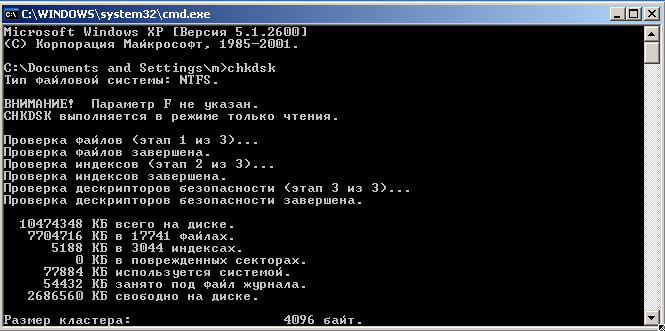 C:\WINDOWS\system32\cmd.exe
Microsoft Windows XP [Версия 5.1.2600]
(С) Корпорация Майкрософт, 1985-2001.
C:\Documents and Settings\m>chkdsk
Тип файловой системы: NTFS.
ВНИМАНИЕ!  Параметр F не указан.
CHKDSK выполняется в режиме только чтения.
Проверка файлов (этап 1 из 3)...
Проверка файлов завершена.
Проверка индексов (этап 2 из 3)...
Проверка индексов завершена.
Проверка дескрипторов безопасности (этап 3 из 3)...
Проверка дескрипторов безопасности завершена.
10474348 КБ всего на диске.
7704716 КБ в 17741 файлах.
5188 КБ в 3044 индексах.
0 КБ в поврежденных секторах.
77884 КБ используется системой.
54432 КБ занято под файл журнала.
2686560 КБ свободно на диске.
Размер кластера:                 4096 байт.